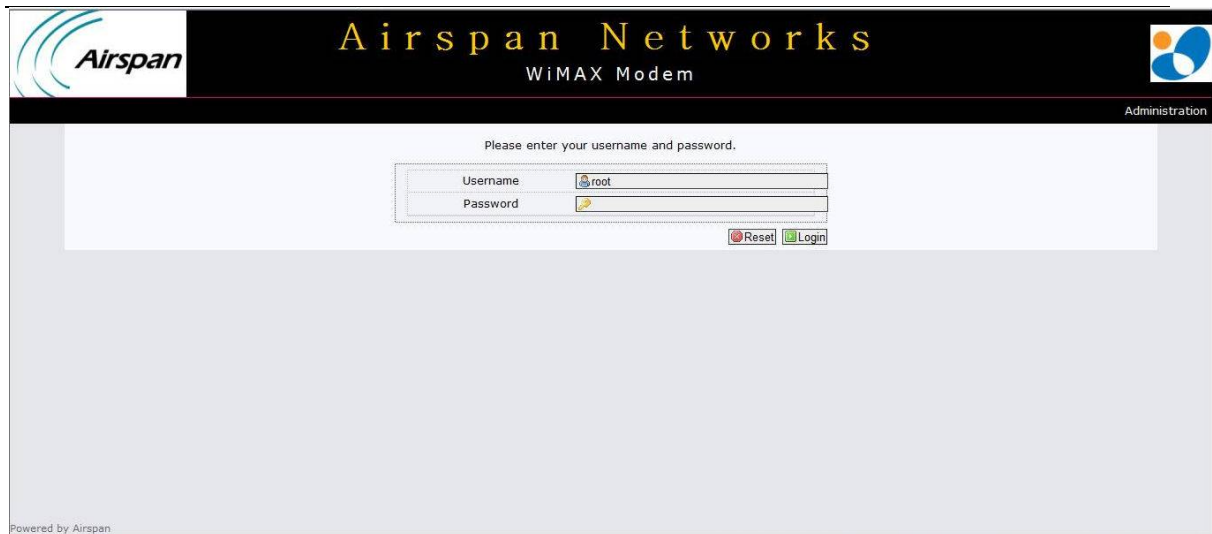 Airspan
Airspan Networks
WiMAX Modem
Administration
Please enter your username and password.
Username root
Password
Reset Login
Powered by Airspan